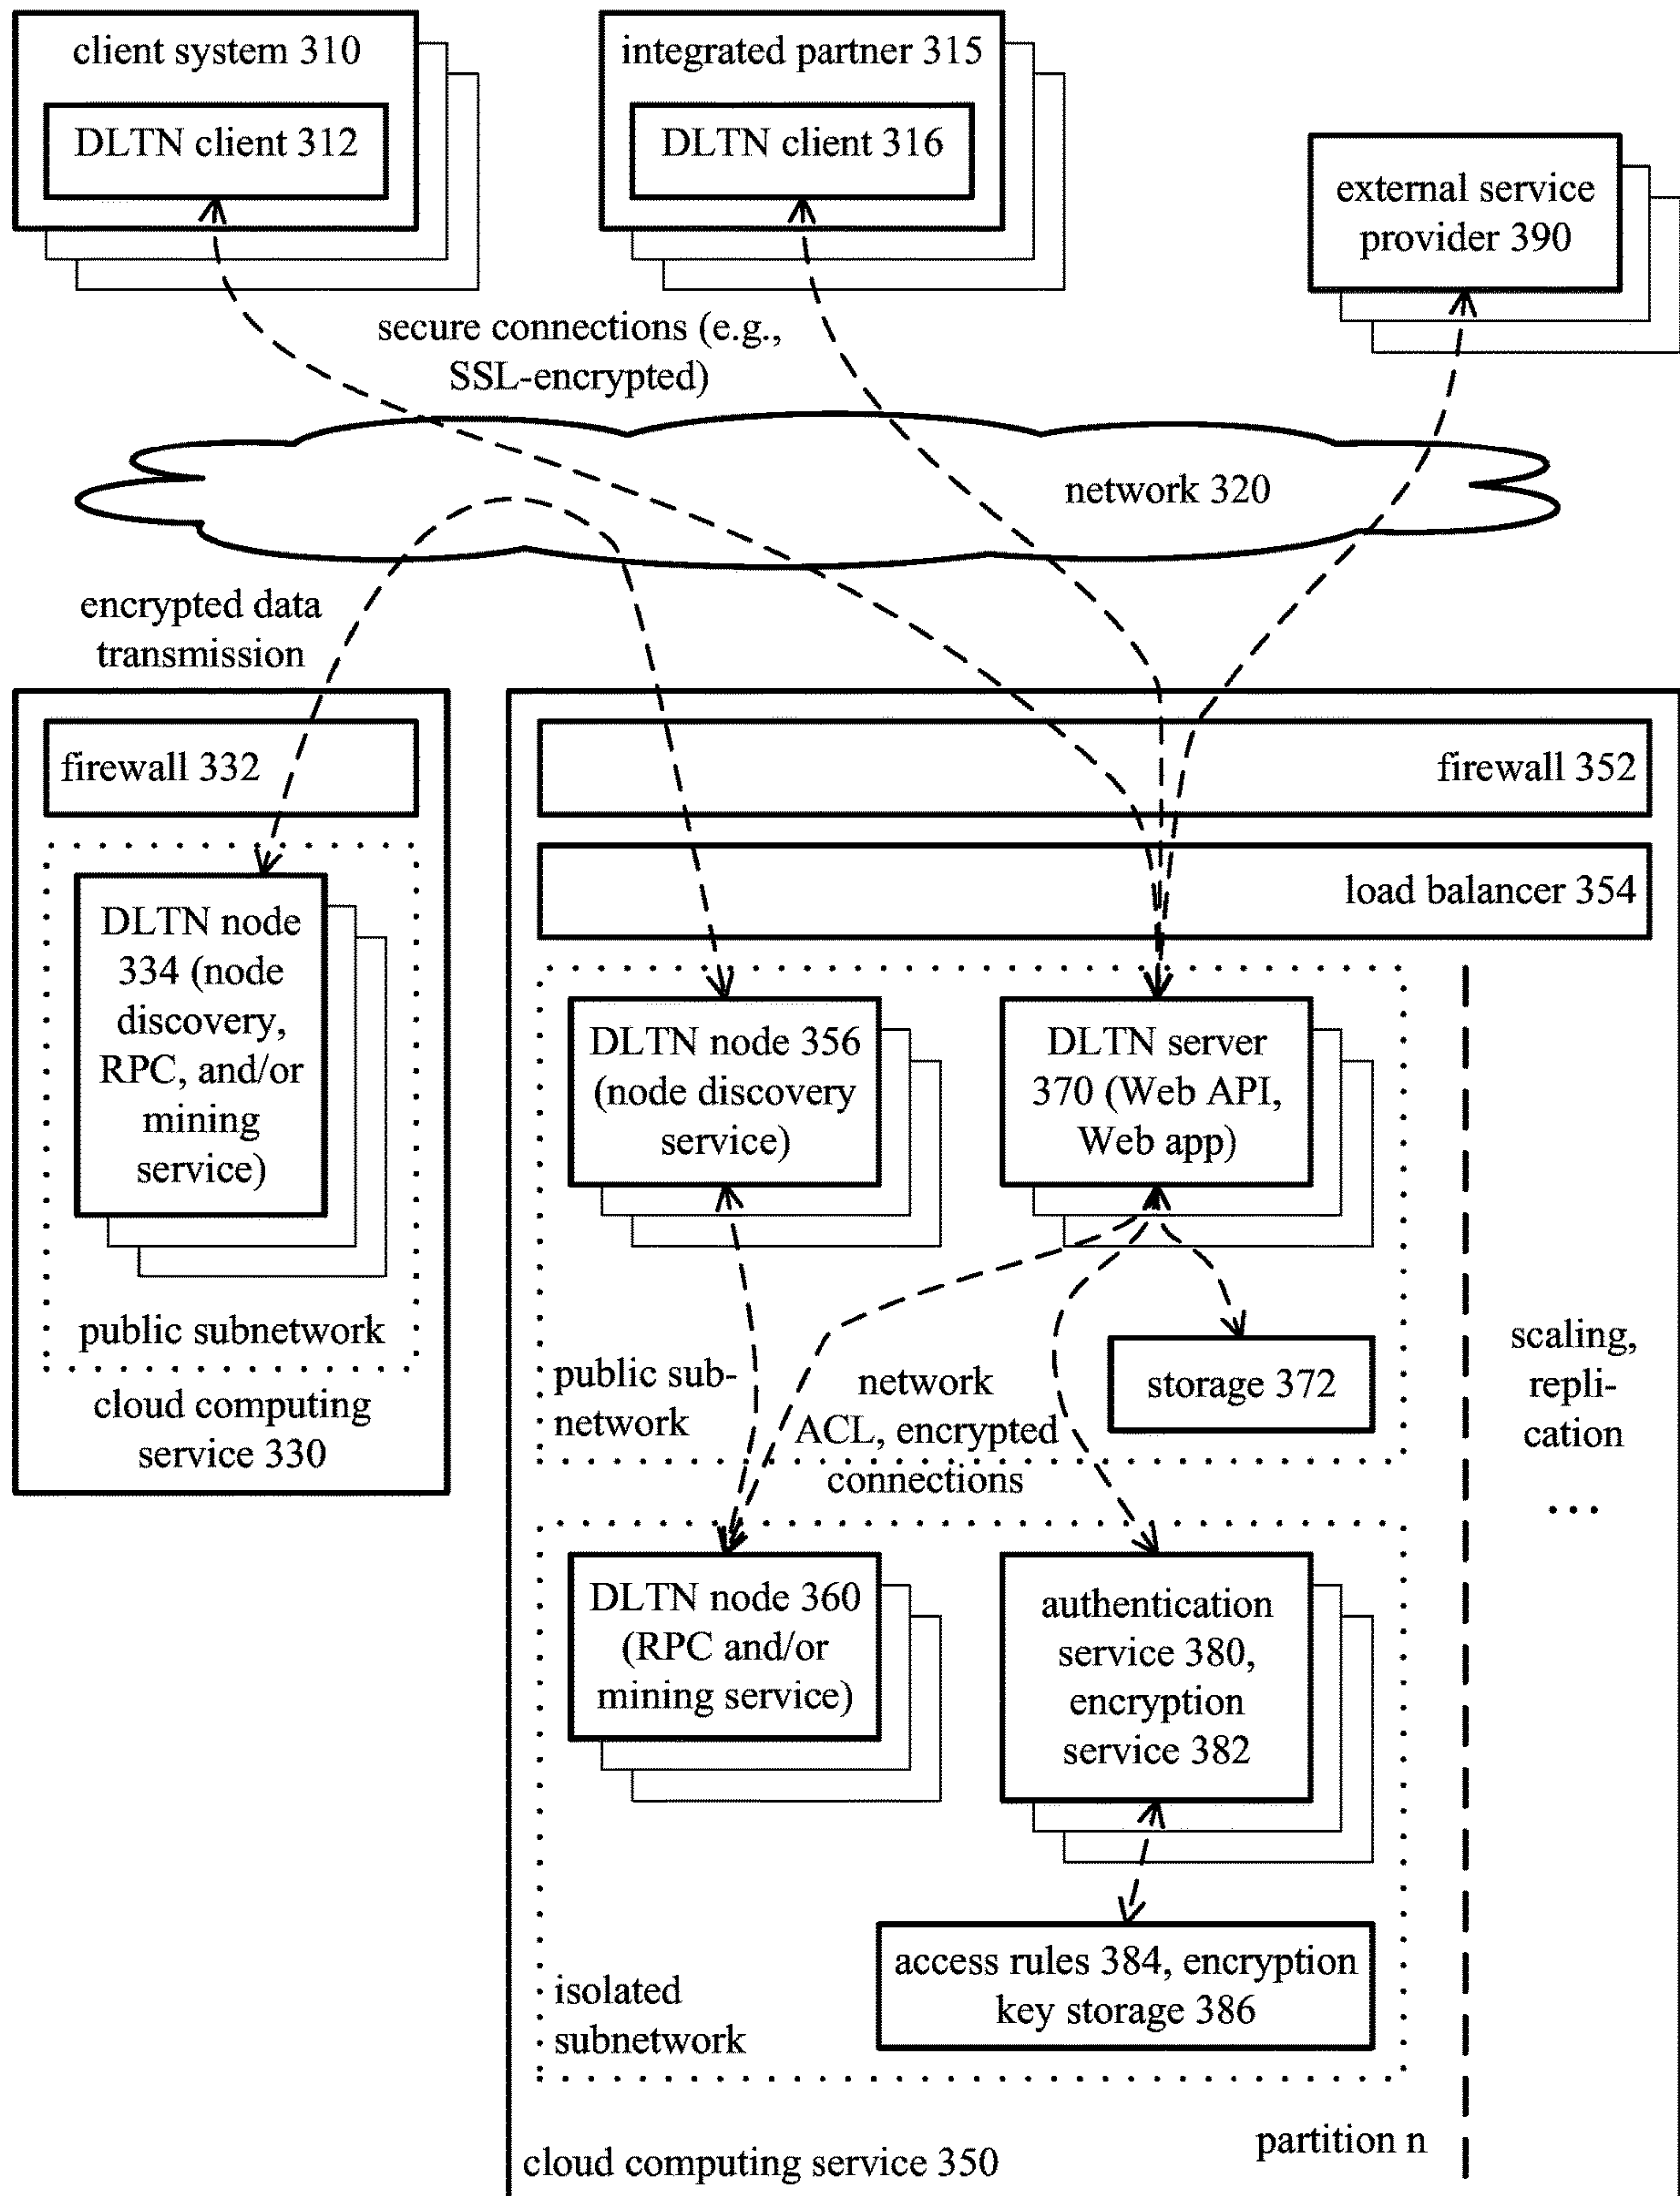 client system 310
DLTN client 312
integrated partner 315
DLTN client 316
external service
provider 390
secure connections (e.g.,
SSL-encrypted)
network 320
encrypted data
transmission
firewall 332
DLTN node
334 (node
discovery,
RPC, and/or
mining
service)
public subnetwork
cloud computing
service 330
firewall 352
load balancer 354
DLTN node 356
(node discovery
service)
DLTN server
370 (Web API,
Web app)
storage 372
public sub-
network
network
ACL, encrypted
connections
scaling,
repli-
cation
...
DLTN node 360
(RPC and/or
mining service)
authentication
service 380,
encryption
service 382
access rules 384, encryption
key storage 386
isolated
subnetwork
partition n
cloud computing service 350